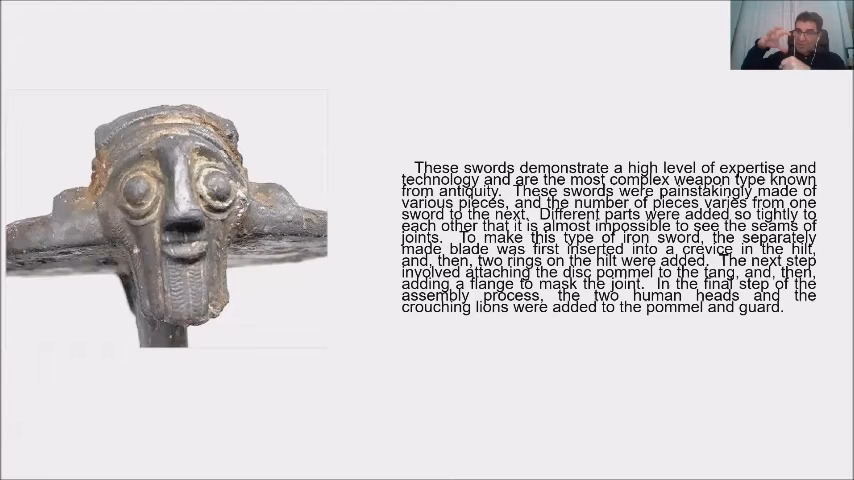 These swords demonstrate a high level of expertise and
technology and are the most complex weapon type known
from antiquity. These swords were painstakingly made of
various pieces, and the number of pieces varies from one
sword to the next. Different parts were added so tightly to
each other that it is almost impossible to see the seams of
joints. To make this type of iron sword, the separately
made blade was first inserted into a crevice in the hilt,
and, then, two rings on the hilt were added. The next step
involved attaching the disc pommel to the tang, and, then,
adding a flange to mask the joint. In the final step of the
assembly process, the two human heads and the
crouching lions were added to the pommel and guard.